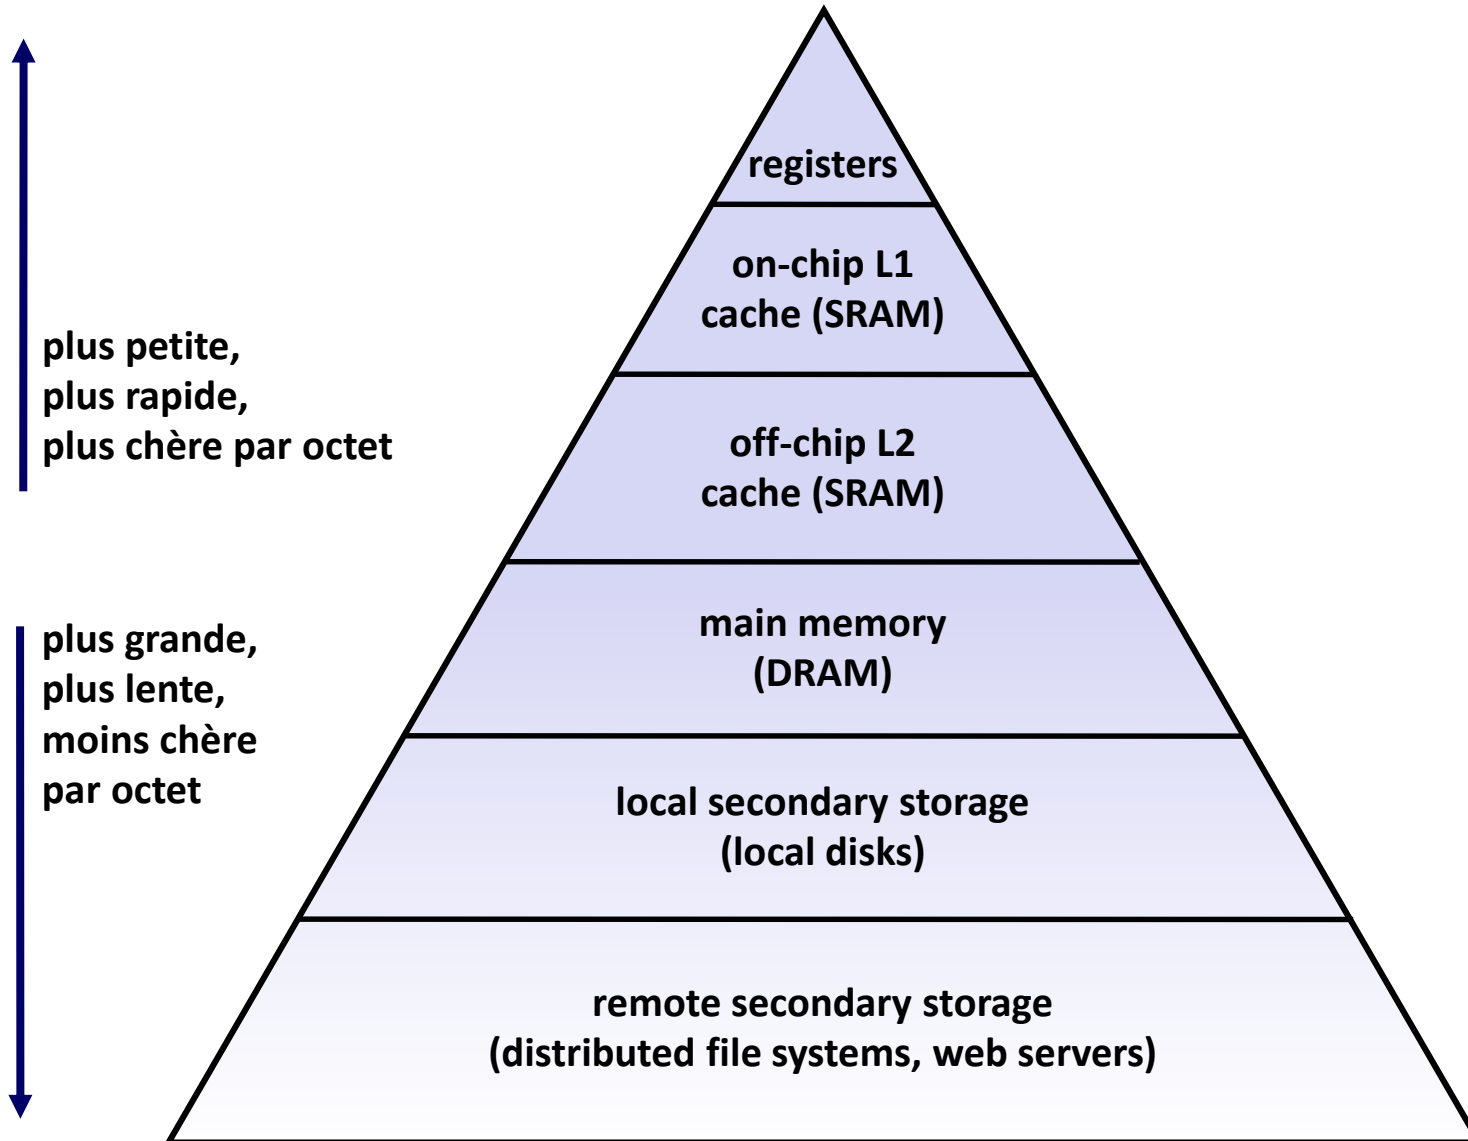 registers
on-chip L1
cache (SRAM)
plus petite,
plus rapide,
plus chère par octet
off-chip L2
cache (SRAM)
main memory
(DRAM)
plus grande,
plus lente,
moins chère
par octet
local secondary storage
(local disks)
remote secondary storage
(distributed file systems, web servers)